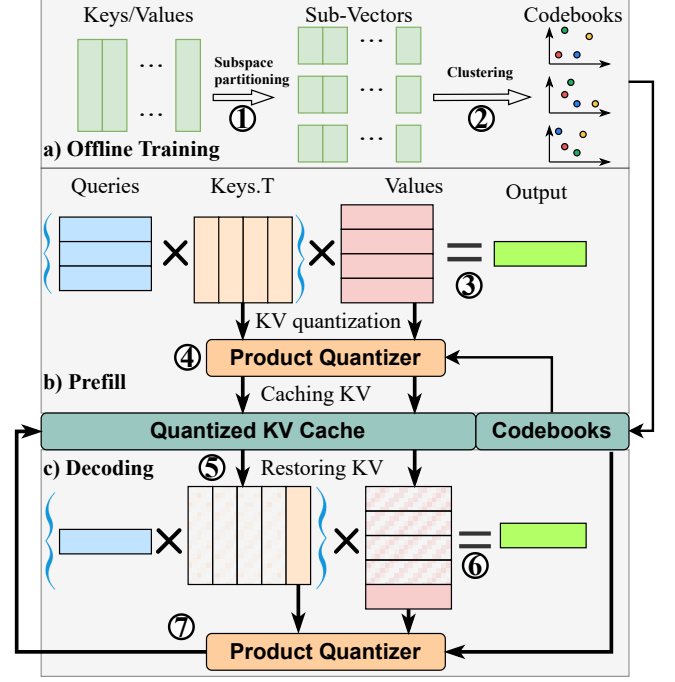 Keys/Values
Sub-Vectors
Codebooks
...
...
...
...
...
Subspace
partitioning
①
Clustering
②
a) Offline Training
Queries
Keys.T
Values
Output
{
×
}
×
=
③
KV quantization
④
Product Quantizer
b) Prefill
Caching KV
Quantized KV Cache
Codebooks
c) Decoding
⑤
Restoring KV
{
×
}
×
=
⑥
⑦
Product Quantizer